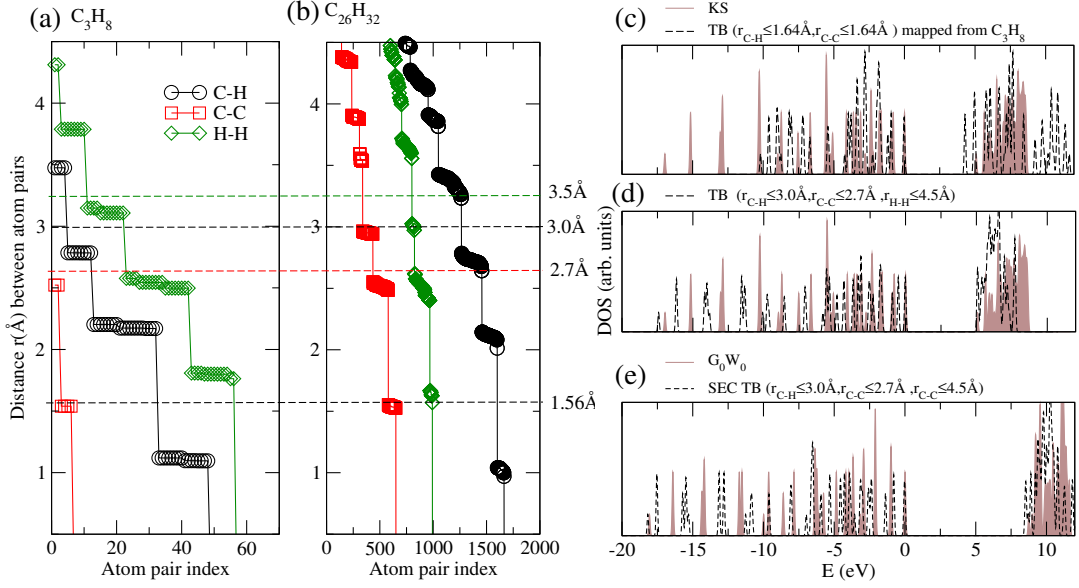 (a) C3H8
Distance r(Å) between atom pairs
4
3
2
1
C-H
C-C
H-H
0 20 40 60
Atom pair index
(b) C26H32
3.5Å
3.0Å
2.7Å
1.56Å
0 500 1000 1500 2000
Atom pair index
(c) KS
TB (rC-H≤1.64Å,rC-C≤1.64Å ) mapped from C3H8
(d) TB (rC-H≤3.0Å,rC-C≤2.7Å ,rH-H≤4.5Å)
DOS (arb. units)
(e) G0W0
SEC TB (rC-H≤3.0Å,rC-C≤2.7Å ,rC-C≤4.5Å)
-20 -15 -10 -5 0 5 10
E (eV)